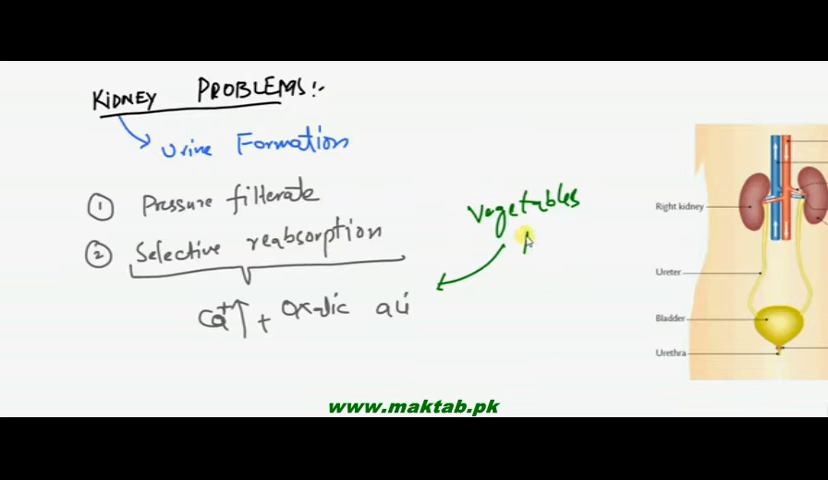 KIDNEY PROBLEMS:-
Urine Formation
① Pressure filterate
② Selective reabsorption
Ca⁺⁺↑ + Oxalic aci
Vegetables
Right kidney
Ureter
Bladder
Urethra
www.maktab.pk